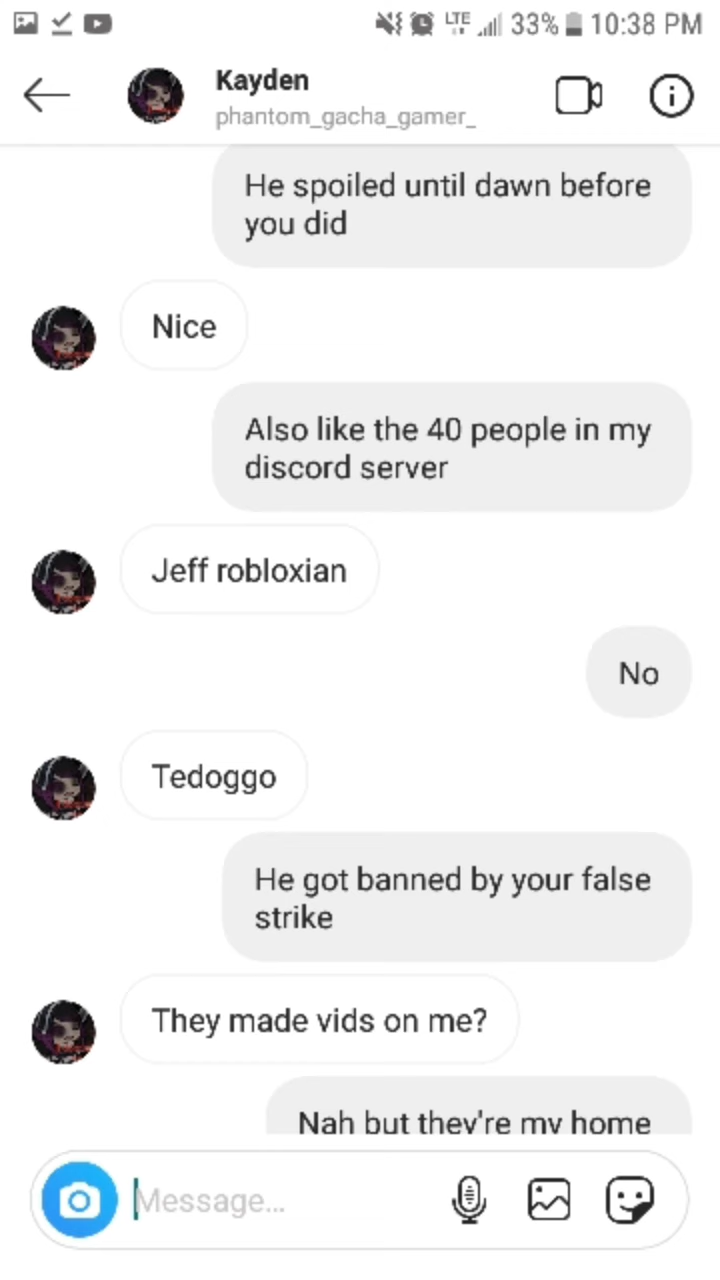 LTE 33% 10:38 PM
Kayden
phantom_gacha_gamer_
He spoiled until dawn before
you did
Nice
Also like the 40 people in my
discord server
Jeff robloxian
No
Tedoggo
He got banned by your false
strike
They made vids on me?
Nah but they're my home
Message...